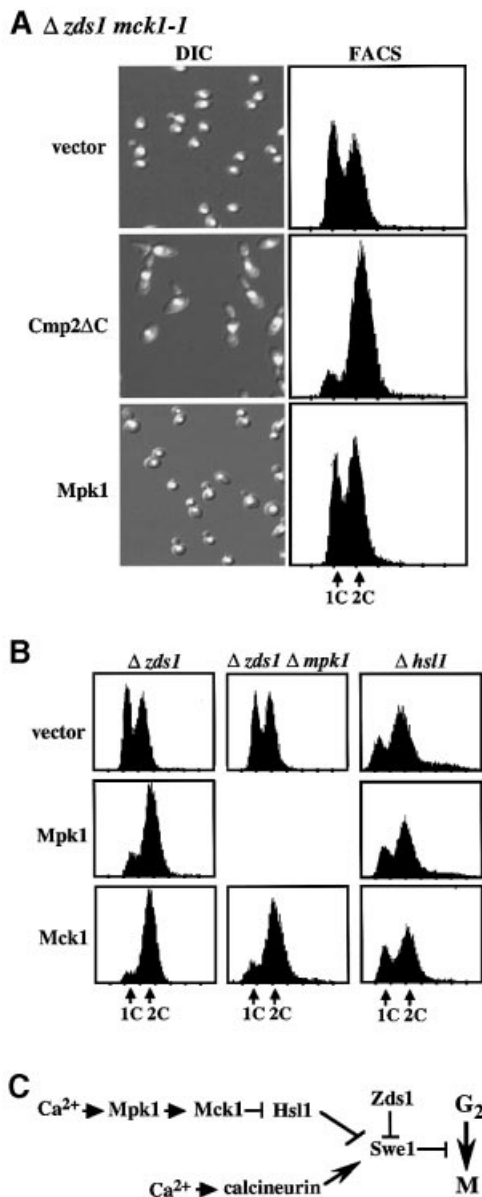 A Δ zds1 mck1-1
DIC FACS
vector
Cmp2ΔC
Mpk1
1C 2C
B Δ zds1 Δ zds1 Δ mpk1 Δ hsl1
vector
Mpk1
Mck1
1C 2C 1C 2C 1C 2C
C
Ca2+ Mpk1 Mck1 Hsl1 Zds1 G2
Swe1
Ca2+ calcineurin M